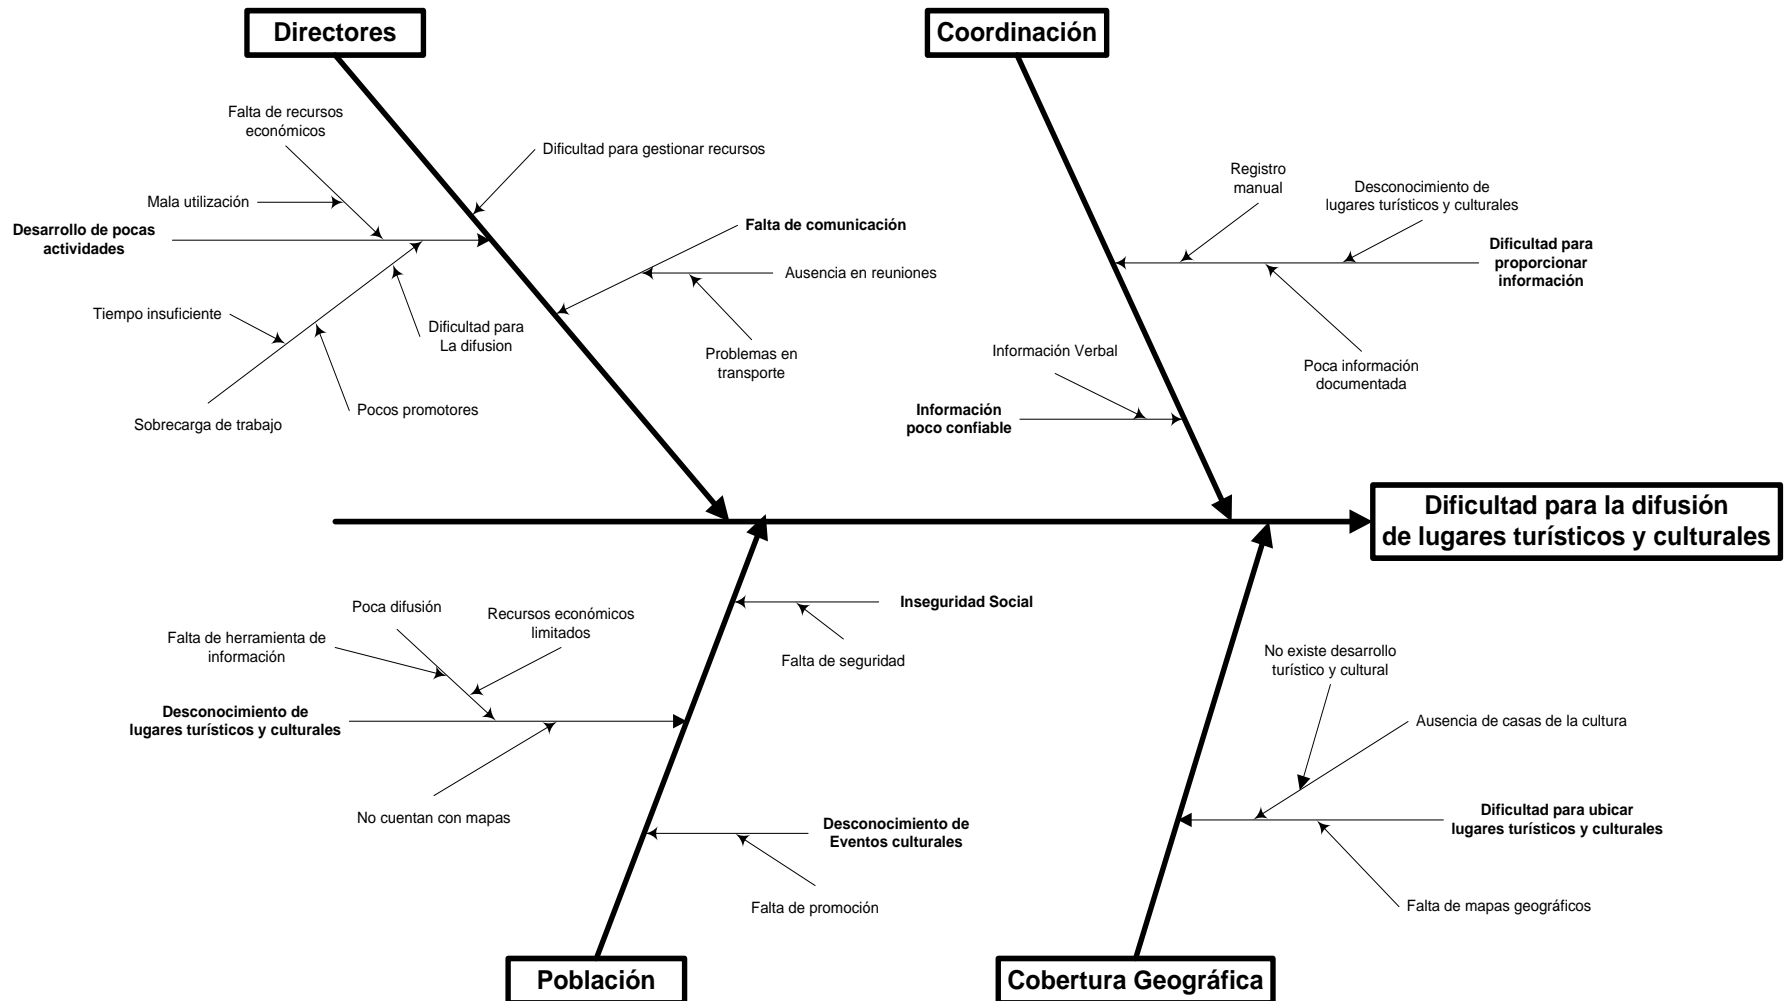 Directores
Coordinación
Falta de recursos
económicos
Dificultad para gestionar recursos
Mala utilización
Desarrollo de pocas
actividades
Falta de comunicación
Ausencia en reuniones
Tiempo insuficiente
Dificultad para
La difusion
Problemas en
transporte
Pocos promotores
Sobrecarga de trabajo
Registro
manual
Desconocimiento de
lugares turísticos y culturales
Dificultad para
proporcionar
información
Información Verbal
Poca información
documentada
Información
poco confiable
Dificultad para la difusión
de lugares turísticos y culturales
Poca difusión
Recursos económicos
limitados
Falta de herramienta de
información
Desconocimiento de
lugares turísticos y culturales
No cuentan con mapas
Inseguridad Social
Falta de seguridad
Desconocimiento de
Eventos culturales
Falta de promoción
No existe desarrollo
turístico y cultural
Ausencia de casas de la cultura
Dificultad para ubicar
lugares turísticos y culturales
Falta de mapas geográficos
Población
Cobertura Geográfica